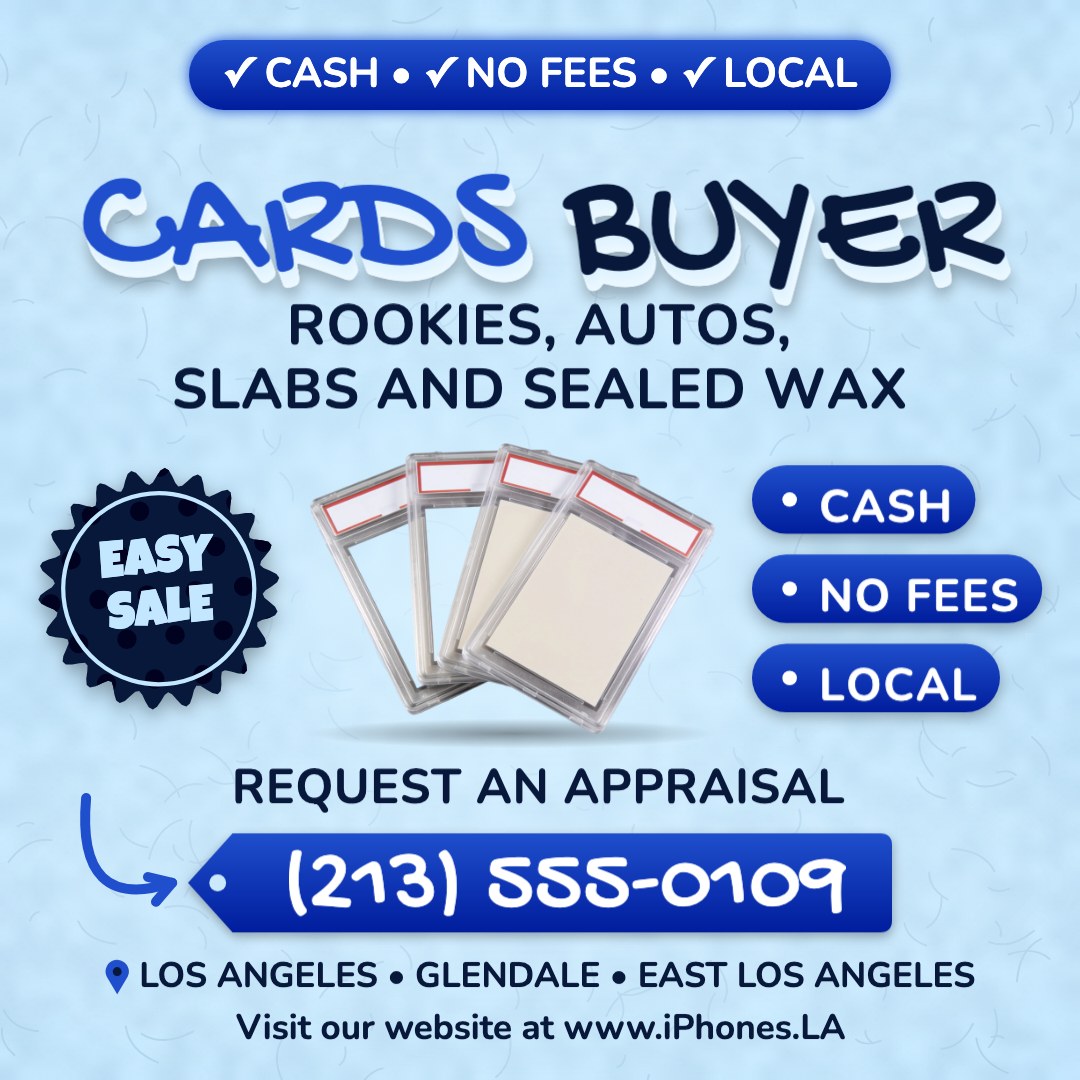 ✓ CASH • ✓ NO FEES • ✓ LOCAL
CARDS BUYER
ROOKIES, AUTOS,
SLABS AND SEALED WAX
EASY
SALE
• CASH
• NO FEES
• LOCAL
REQUEST AN APPRAISAL
(213) 555-0109
LOS ANGELES • GLENDALE • EAST LOS ANGELES
Visit our website at www.iPhones.LA